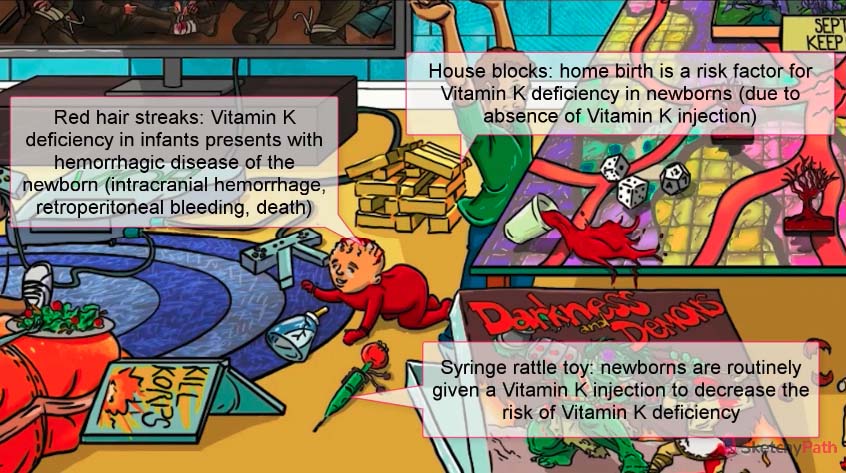 SEPT
KEEP
House blocks: home birth is a risk factor for
Vitamin K deficiency in newborns (due to
absence of Vitamin K injection)
Red hair streaks: Vitamin K
deficiency in infants presents with
hemorrhagic disease of the
newborn (intracranial hemorrhage,
retroperitoneal bleeding, death)
Darkness
and
Demons
KILL
KORPS
Syringe rattle toy: newborns are routinely
given a Vitamin K injection to decrease the
risk of Vitamin K deficiency
SketchyPath